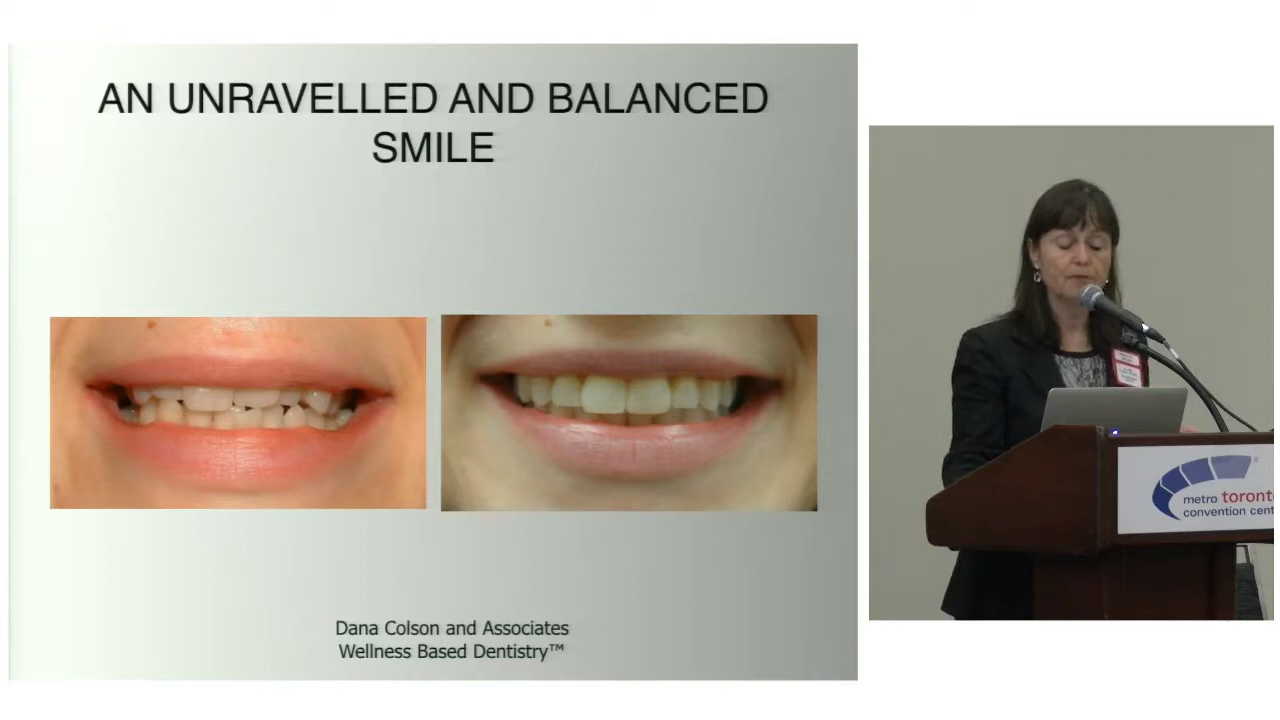 AN UNRAVELLED AND BALANCED
SMILE
Dana Colson and Associates
Wellness Based Dentistry™
metro toront
convention cent